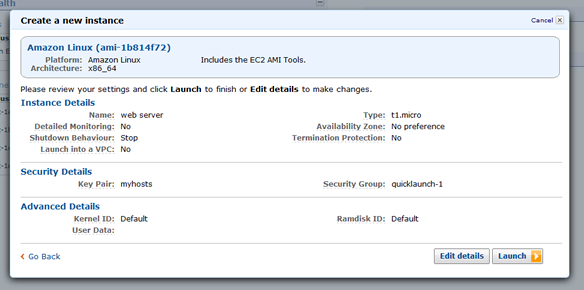 Create a new instance
Cancel
Amazon Linux (ami-1b814f72)
Platform: Amazon Linux Includes the EC2 AMI Tools.
Architecture: x86_64
Please review your settings and click Launch to finish or Edit details to make changes.
Instance Details
Name: web server Type: t1.micro
Detailed Monitoring: No Availability Zone: No preference
Shutdown Behaviour: Stop Termination Protection: No
Launch into a VPC: No
Security Details
Key Pair: myhosts Security Group: quicklaunch-1
Advanced Details
Kernel ID: Default Ramdisk ID: Default
User Data:
Go Back Edit details Launch